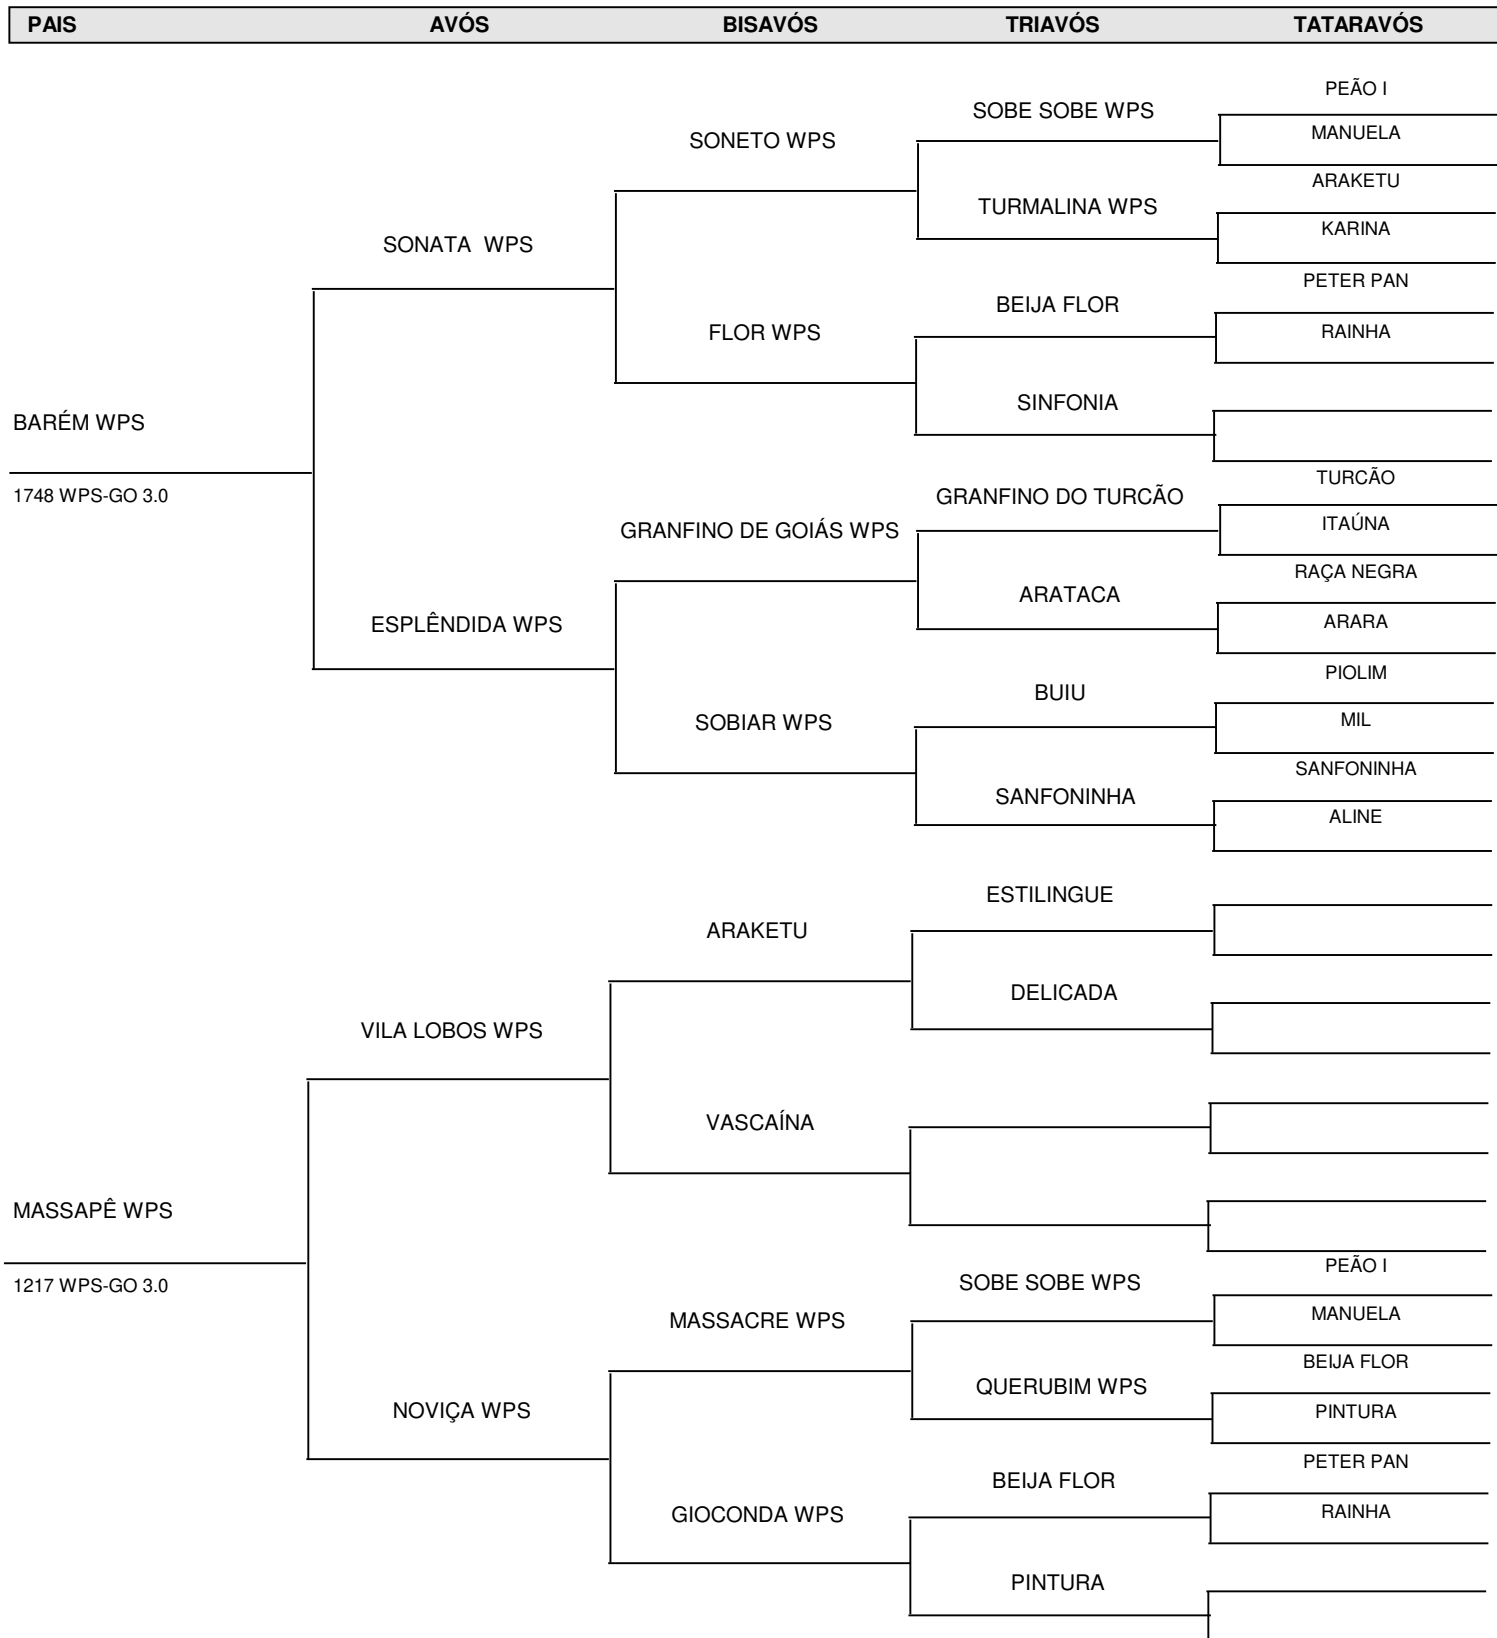 PAIS AVÓS BISAVÓS TRIAVÓS TATARAVÓS
PEÃO I
SOBE SOBE WPS
MANUELA
SONETO WPS
ARAKETU
TURMALINA WPS
KARINA
SONATA WPS
PETER PAN
BEIJA FLOR
FLOR WPS
RAINHA
SINFONIA
BARÉM WPS
TURCÃO
1748 WPS-GO 3.0
GRANFINO DO TURCÃO
ITAÚNA
GRANFINO DE GOIÁS WPS
RAÇA NEGRA
ARATACA
ARARA
ESPLÊNDIDA WPS
PIOLIM
BUIU
MIL
SOBIAR WPS
SANFONINHA
SANFONINHA
ALINE
ESTILINGUE
ARAKETU
DELICADA
VILA LOBOS WPS
VASCAÍNA
MASSAPÊ WPS
PEÃO I
1217 WPS-GO 3.0
SOBE SOBE WPS
MANUELA
MASSACRE WPS
BEIJA FLOR
QUERUBIM WPS
PINTURA
NOVIÇA WPS
PETER PAN
BEIJA FLOR
RAINHA
GIOCONDA WPS
PINTURA